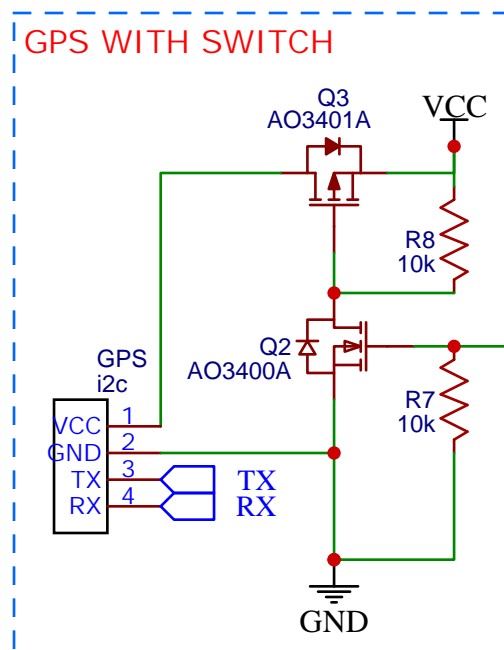 GPS WITH SWITCH
Q3
AO3401A
VCC
R8
10k
Q2
AO3400A
R7
10k
GPS
i2c
VCC 1
GND 2
TX 3 TX
RX 4 RX
GND